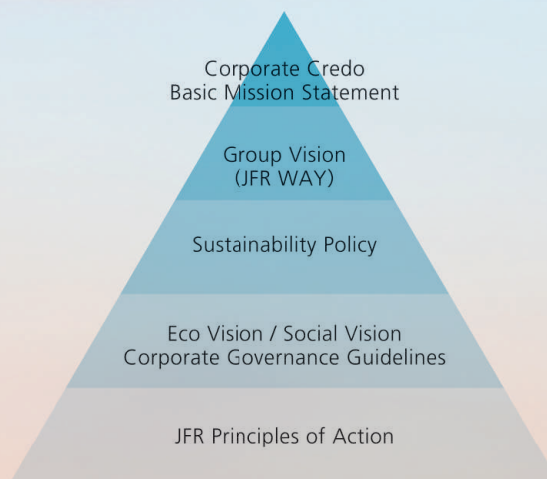 Corporate Credo
Basic Mission Statement
Group Vision
(JFR WAY)
Sustainability Policy
Eco Vision / Social Vision
Corporate Governance Guidelines
JFR Principles of Action